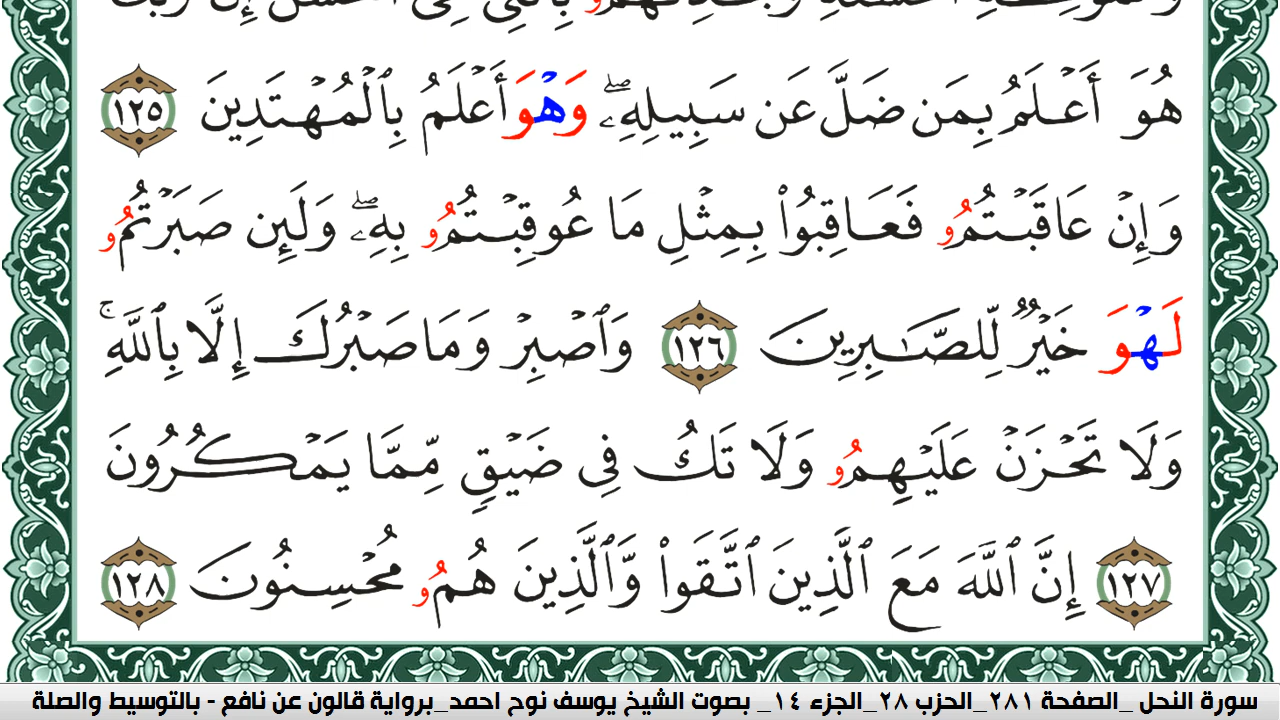 هُوَ أَعْلَمُ بِمَن ضَلَّ عَن سَبِيلِهِۦۖ وَهْوَ أَعْلَمُ بِالْمُهْتَدِينَ ١٢٥
وَإِنْ عَاقَبْتُمُو فَعَاقِبُوا۟ بِمِثْلِ مَا عُوقِبْتُمُو بِهِۦۖ وَلَئِن صَبَرْتُمُو
لَهْوَ خَيْرٌ لِّلصَّٰبِرِينَ ١٢٦ وَٱصْبِرْ وَمَا صَبْرُكَ إِلَّا بِٱللَّهِۚ
وَلَا تَحْزَنْ عَلَيْهِمُو وَلَا تَكُ فِي ضَيْقٍ مِّمَّا يَمْكُرُونَ
١٢٧ إِنَّ ٱللَّهَ مَعَ ٱلَّذِينَ ٱتَّقَوا۟ وَّٱلَّذِينَ هُمُو مُحْسِنُونَ ١٢٨
سورة النحل _الصفحة ٢٨١_الحزب ٢٨_الجزء ١٤_ بصوت الشيخ يوسف نوح احمد_برواية قالون عن نافع - بالتوسيط والصلة